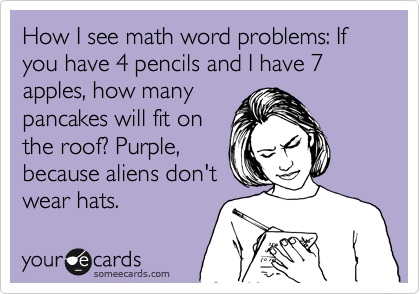 How I see math word problems: If
you have 4 pencils and I have 7
apples, how many
pancakes will fit on
the roof? Purple,
because aliens don't
wear hats.
your e cards
someecards.com